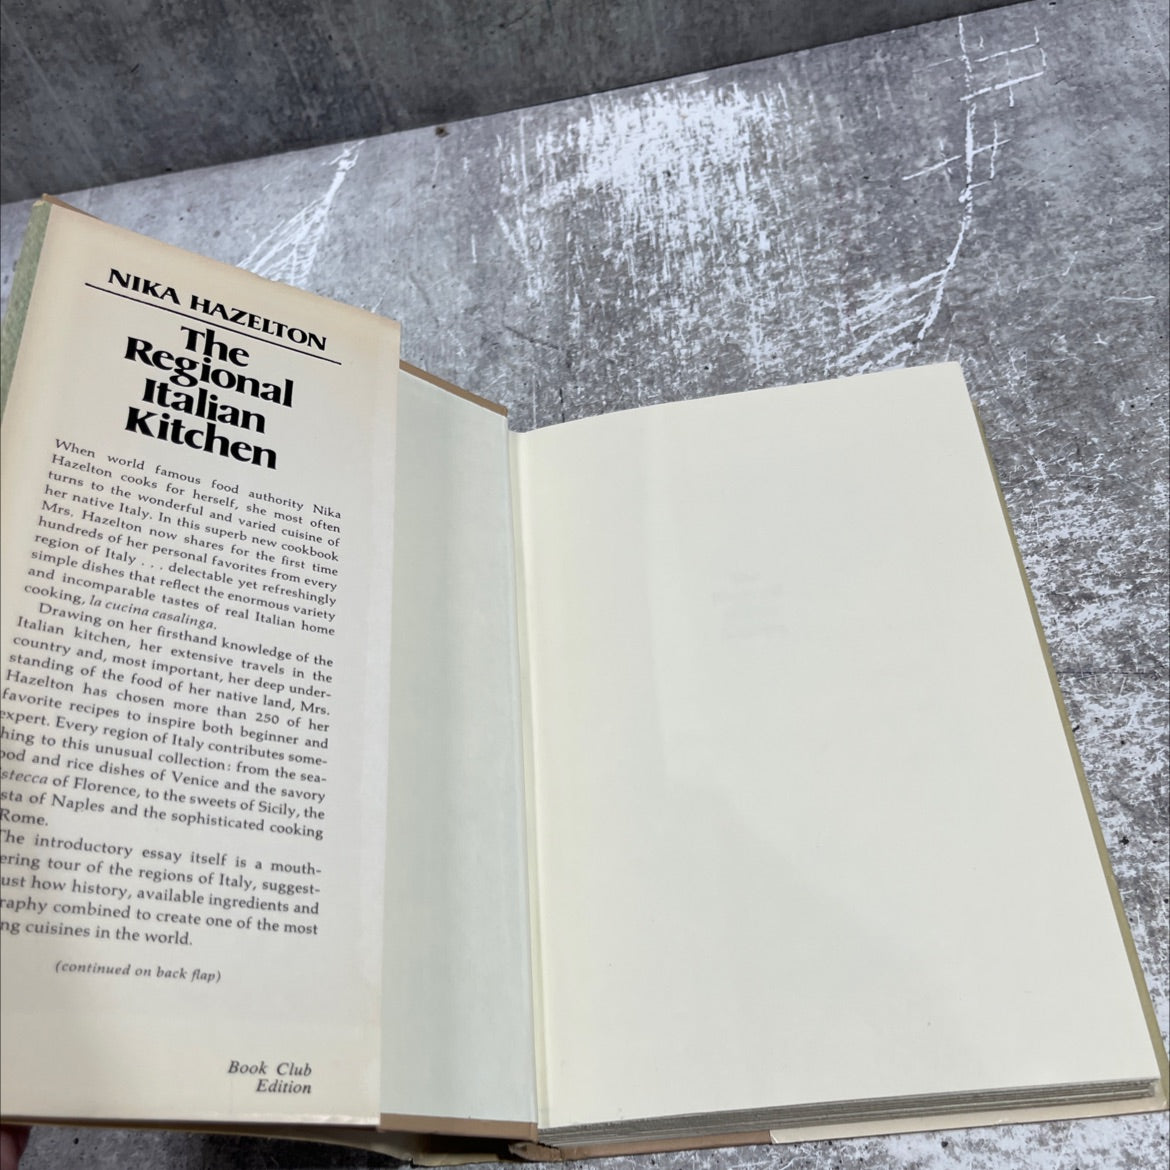 NIKA HAZELTON
The
Regional
Italian
Kitchen
When world famous food authority Nika
Hazelton cooks for herself, she most often
turns to the wonderful and varied cuisine of
her native Italy. In this superb new cookbook
Mrs. Hazelton now shares for the first time
hundreds of her personal favorites from every
region of Italy . . . delectable yet refreshingly
simple dishes that reflect the enormous variety
and incomparable tastes of real Italian home
cooking, la cucina casalinga.
Drawing on her firsthand knowledge of the
Italian kitchen, her extensive travels in the
country and, most important, her deep under-
standing of the food of her native land, Mrs.
Hazelton has chosen more than 250 of her
favorite recipes to inspire both beginner and
expert. Every region of Italy contributes some-
hing to this unusual collection: from the sea-
ood and rice dishes of Venice and the savory
stecca of Florence, to the sweets of Sicily, the
sta of Naples and the sophisticated cooking
Rome.
The introductory essay itself is a mouth-
ering tour of the regions of Italy, suggest-
ust how history, available ingredients and
raphy combined to create one of the most
ng cuisines in the world.
(continued on back flap)
Book Club
Edition